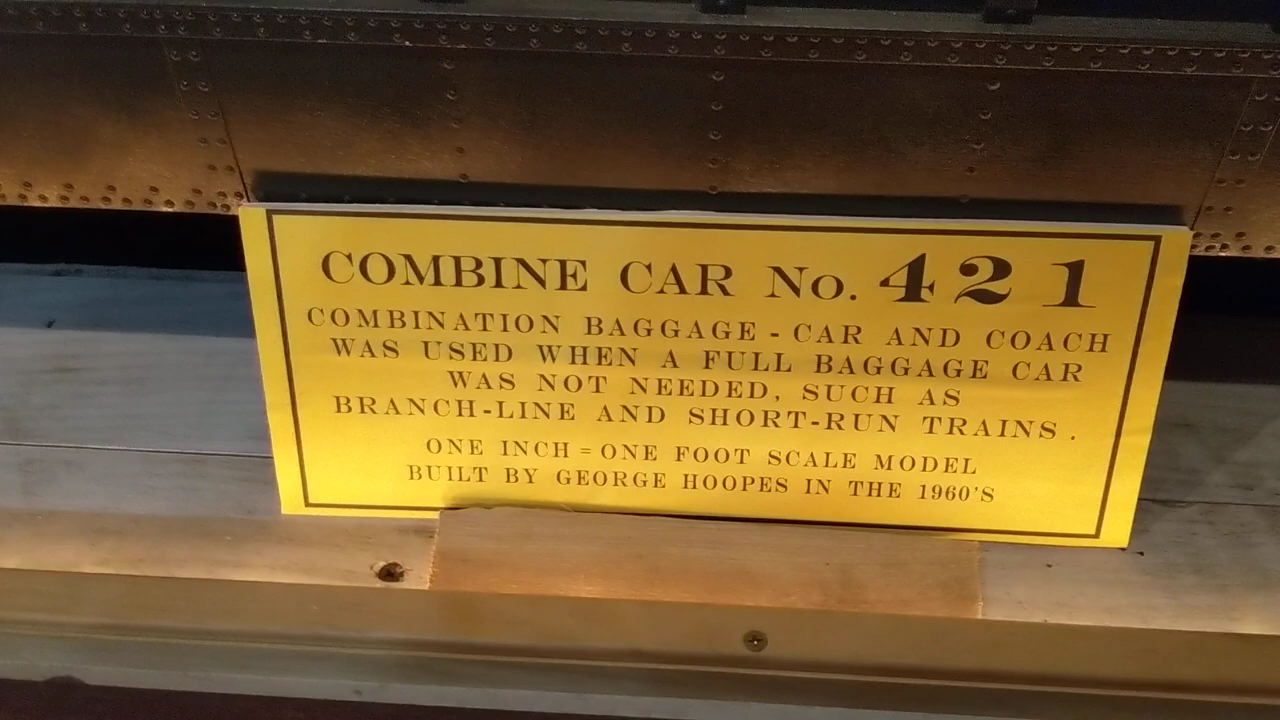 COMBINE CAR No. 421
COMBINATION BAGGAGE - CAR AND COACH
WAS USED WHEN A FULL BAGGAGE CAR
WAS NOT NEEDED, SUCH AS
BRANCH-LINE AND SHORT-RUN TRAINS.
ONE INCH = ONE FOOT SCALE MODEL
BUILT BY GEORGE HOOPES IN THE 1960'S